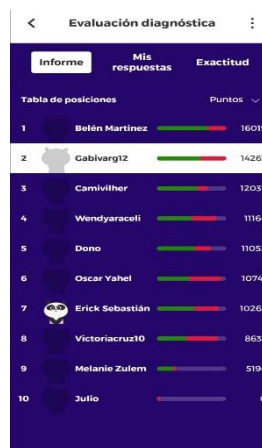 Evaluación diagnóstica
Informe
Mis respuestas
Exactitud
Tabla de posiciones Puntos
1 Belén Martinez 1601
2 Gabivarg12 1426
3 Camivilher 1203
4 Wendyaraceli 1116
5 Dono 1105
6 Oscar Yahel 1074
7 Erick Sebastián 1026
8 Victoriacruz10 863
9 Melanie Zulem 519
10 Julio